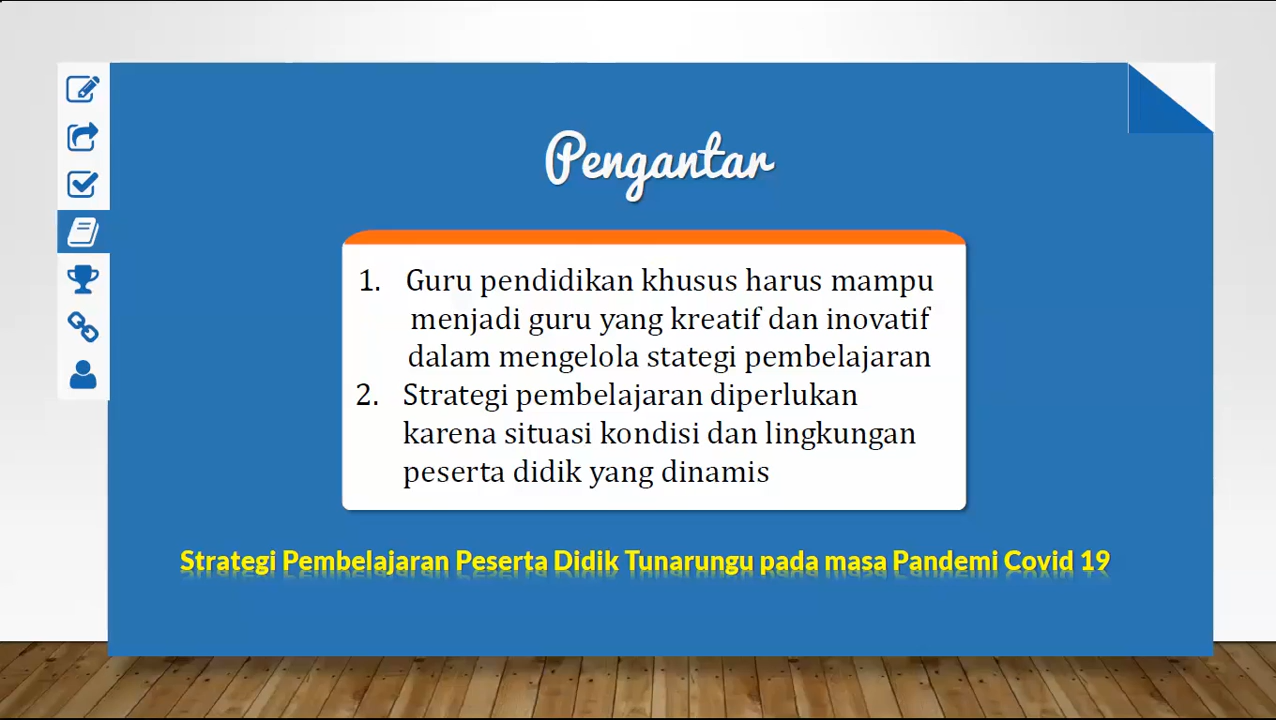 Pengantar
1. Guru pendidikan khusus harus mampu
menjadi guru yang kreatif dan inovatif
dalam mengelola stategi pembelajaran
2. Strategi pembelajaran diperlukan
karena situasi kondisi dan lingkungan
peserta didik yang dinamis
Strategi Pembelajaran Peserta Didik Tunarungu pada masa Pandemi Covid 19